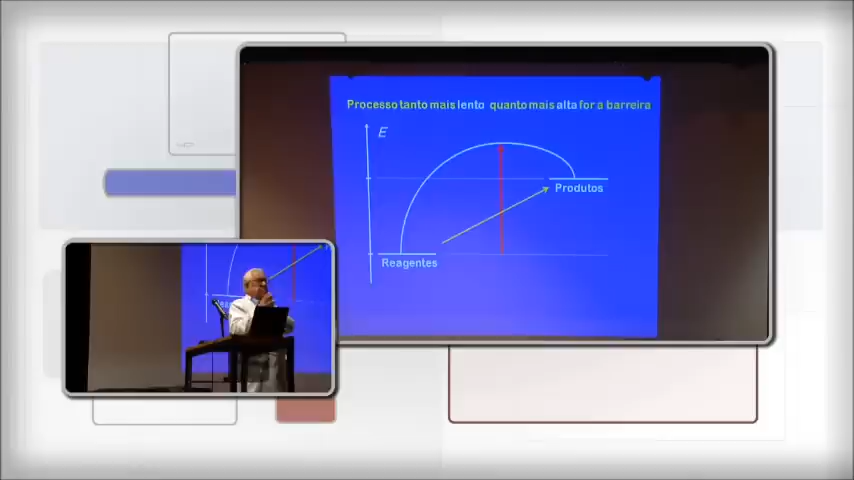 Processo tanto mais lento quanto mais alta for a barreira
E
Produtos
Reagentes